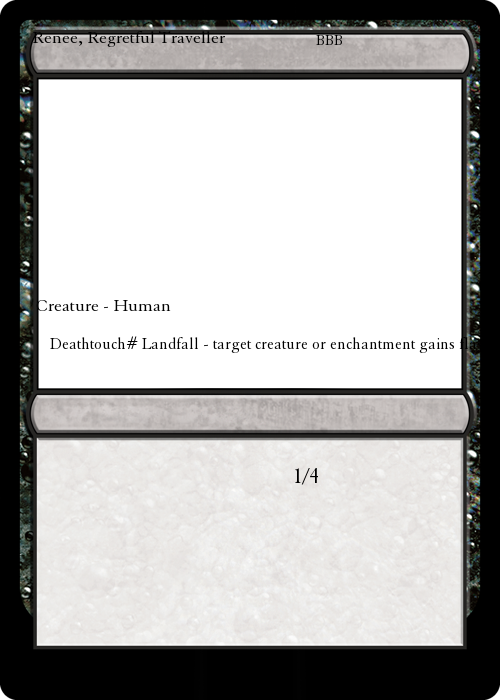 Renee, Regretful Traveller
BBB
Creature - Human
Deathtouch# Landfall - target creature or enchantment gains
1/4